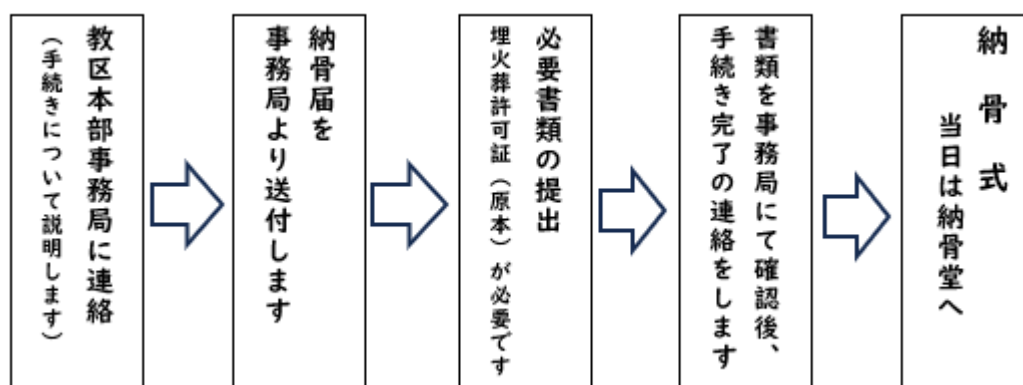 教区本部事務局に連絡
（手続きについて説明します）
納骨届を
事務局より送付します
必要書類の提出
埋火葬許可証（原本）が必要です
書類を事務局にて確認後、
手続き完了の連絡をします
納骨式
当日は納骨堂へ